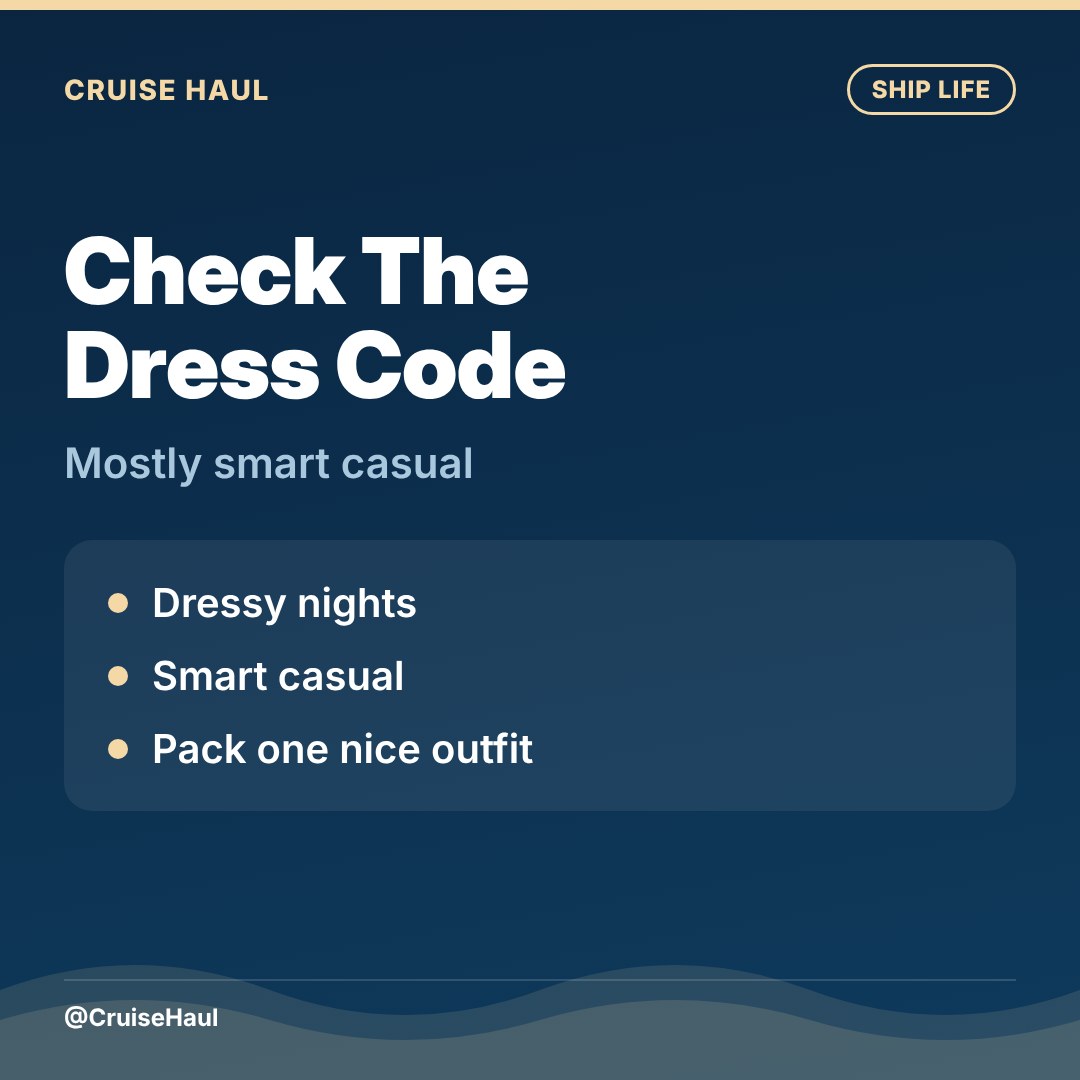 CRUISE HAUL
SHIP LIFE
Check The
Dress Code
Mostly smart casual
Dressy nights
Smart casual
Pack one nice outfit
@CruiseHaul